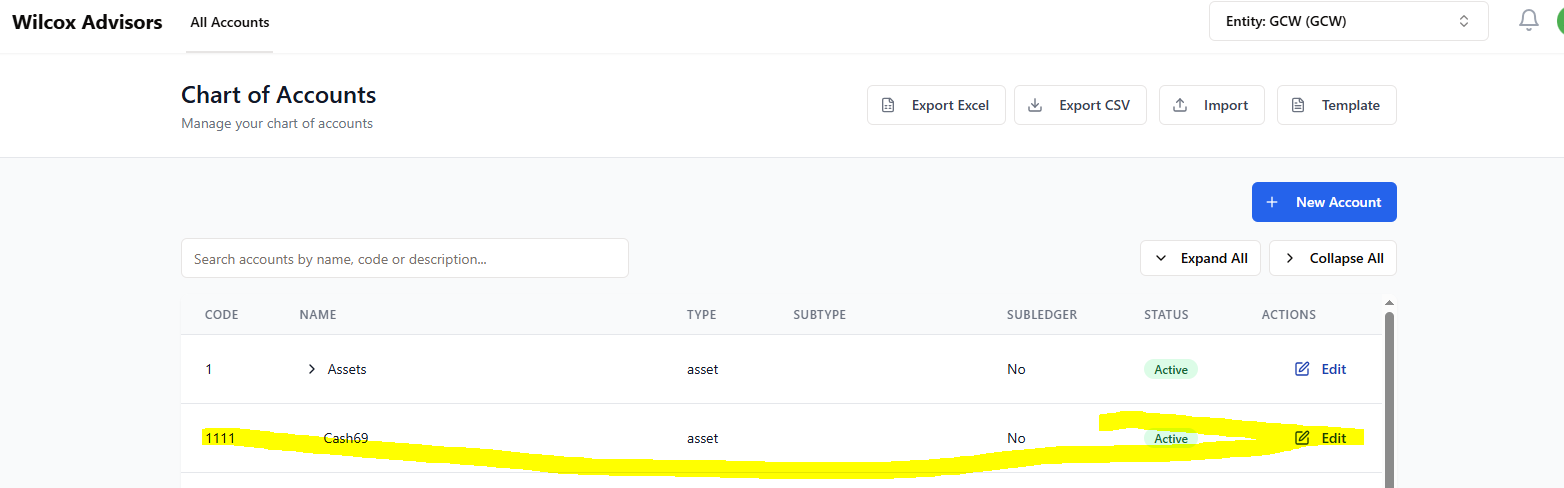 Wilcox Advisors All Accounts Entity: GCW (GCW)
Chart of Accounts
Manage your chart of accounts
Export Excel Export CSV Import Template
New Account
Search accounts by name, code or description...
Expand All Collapse All
CODE NAME TYPE SUBTYPE SUBLEDGER STATUS ACTIONS
1 Assets asset No Active Edit
1111 Cash69 asset No Active Edit